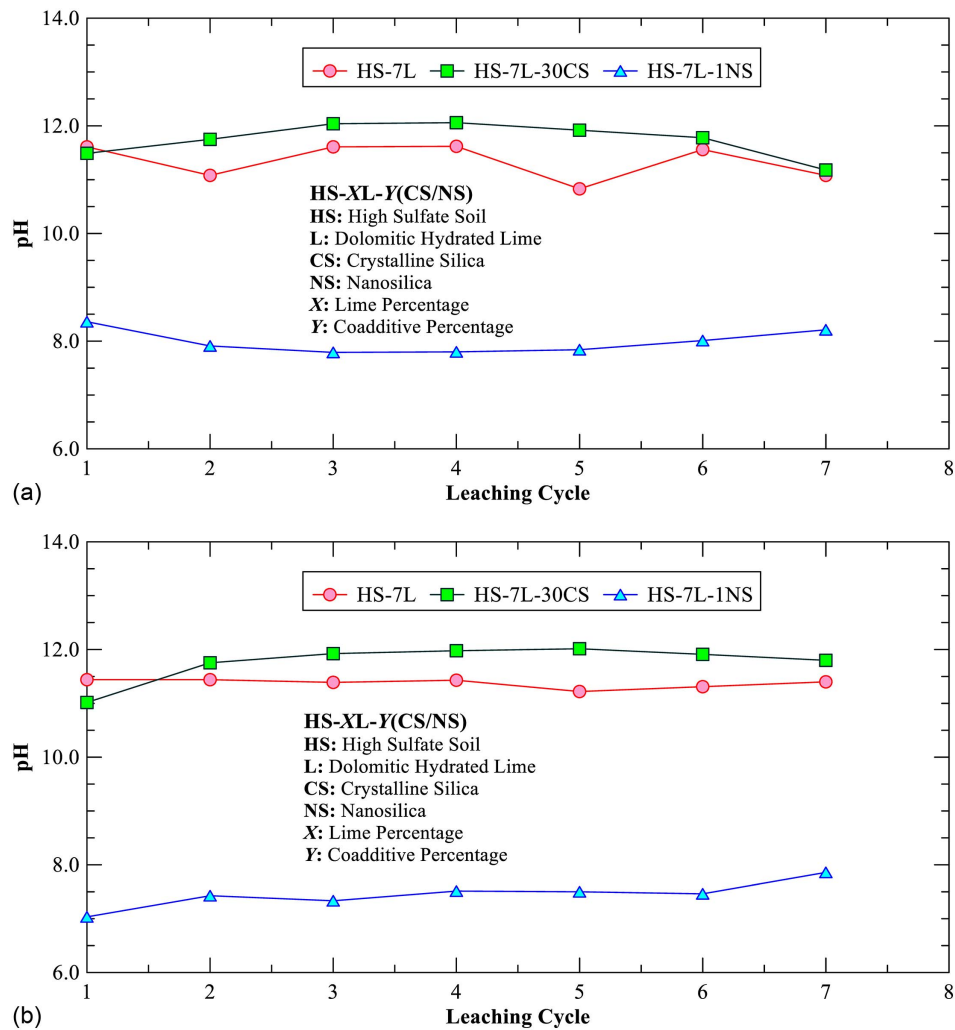 14.0
HS-7L HS-7L-30CS HS-7L-1NS
12.0
HS-XL-Y(CS/NS)
HS: High Sulfate Soil
L: Dolomitic Hydrated Lime
CS: Crystalline Silica
NS: Nanosilica
X: Lime Percentage
Y: Coadditive Percentage
10.0
pH
8.0
6.0
1 2 3 4 5 6 7 8
(a) Leaching Cycle
14.0
HS-7L HS-7L-30CS HS-7L-1NS
12.0
HS-XL-Y(CS/NS)
HS: High Sulfate Soil
L: Dolomitic Hydrated Lime
CS: Crystalline Silica
NS: Nanosilica
X: Lime Percentage
Y: Coadditive Percentage
10.0
pH
8.0
6.0
1 2 3 4 5 6 7 8
(b) Leaching Cycle